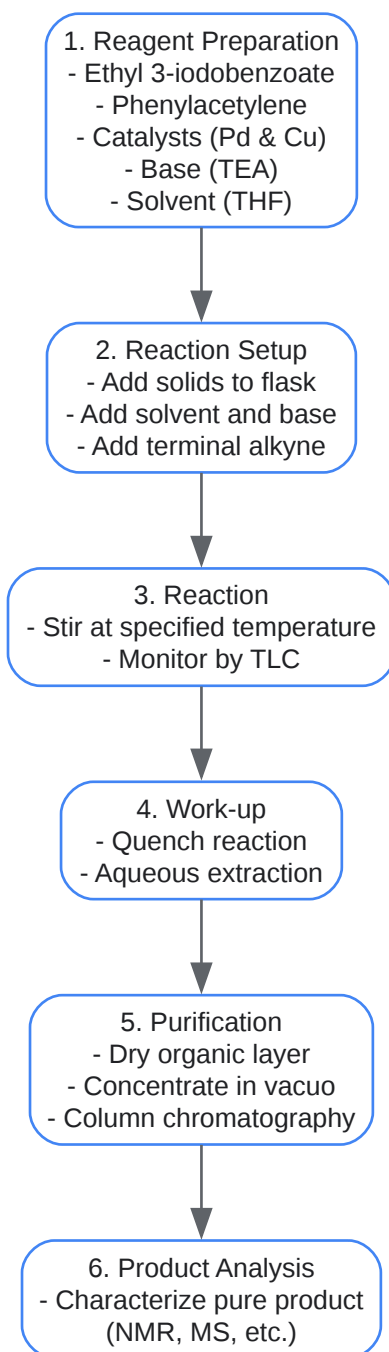 1. Reagent Preparation
- Ethyl 3-iodobenzoate
- Phenylacetylene
- Catalysts (Pd & Cu)
- Base (TEA)
- Solvent (THF)
2. Reaction Setup
- Add solids to flask
- Add solvent and base
- Add terminal alkyne
3. Reaction
- Stir at specified temperature
- Monitor by TLC
4. Work-up
- Quench reaction
- Aqueous extraction
5. Purification
- Dry organic layer
- Concentrate in vacuo
- Column chromatography
6. Product Analysis
- Characterize pure product
(NMR, MS, etc.)